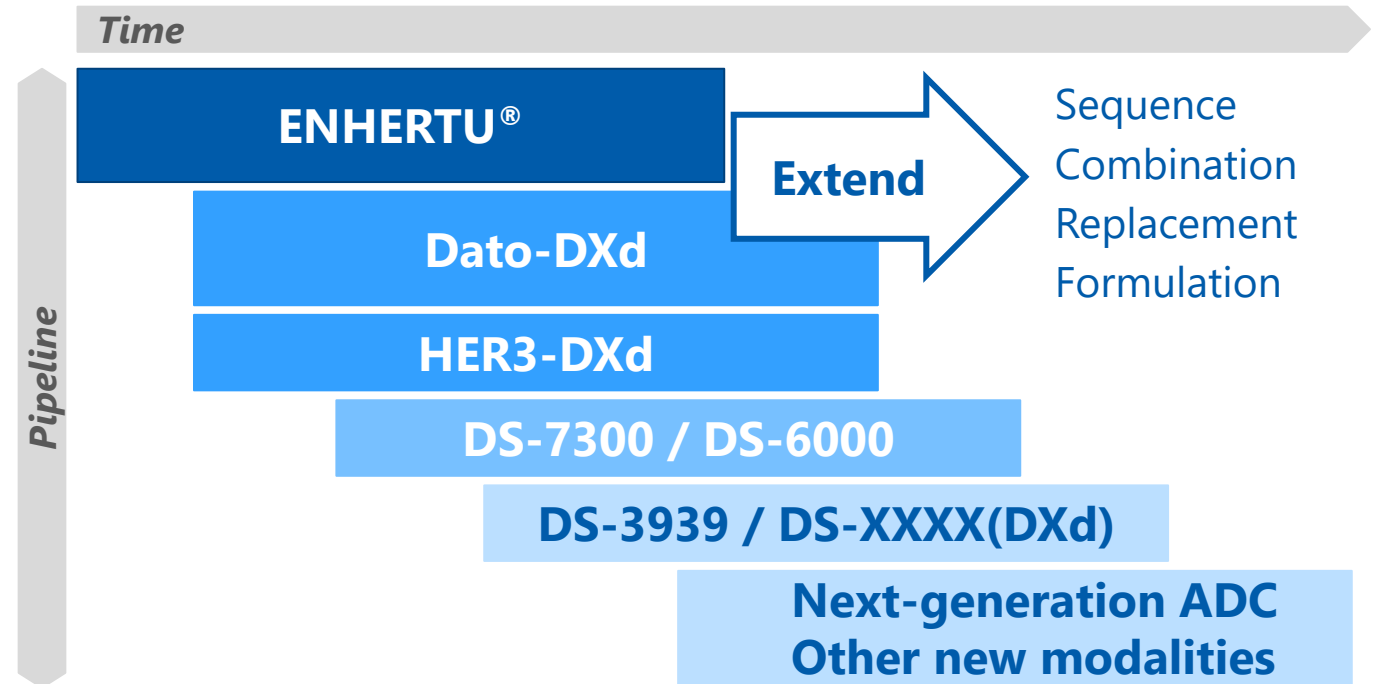 Time
Pipeline
ENHERTU®
Extend
Sequence
Combination
Replacement
Formulation
Dato-DXd
HER3-DXd
DS-7300 / DS-6000
DS-3939 / DS-XXXX(DXd)
Next-generation ADC
Other new modalities